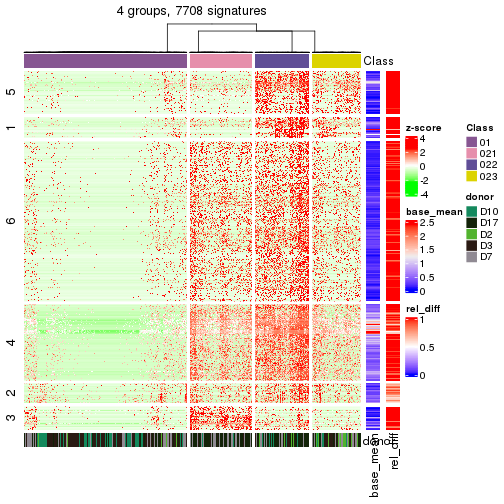 4 groups, 7708 signatures
Class
5
1
6
4
2
3
donor
base_mean
rel_diff
z-score
4
2
0
-2
-4
base_mean
2.5
2
1.5
1
0.5
0
rel_diff
1
0.5
0
Class
01
021
022
023
donor
D10
D17
D2
D3
D7